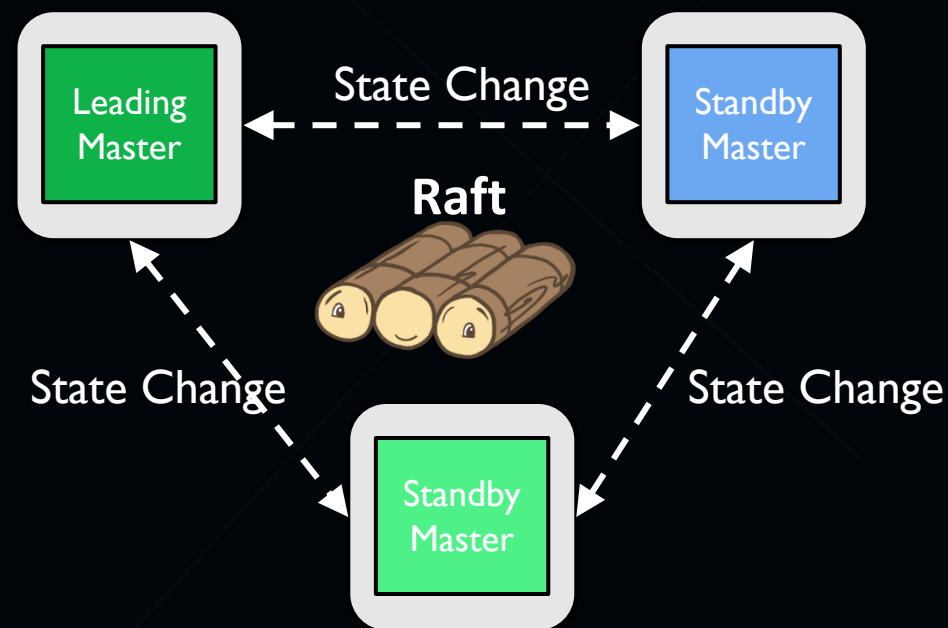 Leading
Master
State Change
Standby
Master
Raft
State Change
State Change
Standby
Master